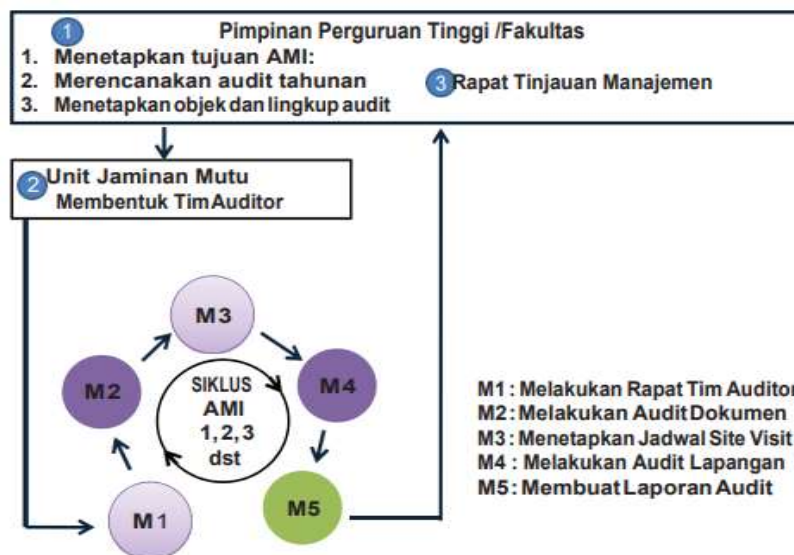 1 Pimpinan Perguruan Tinggi /Fakultas
1. Menetapkan tujuan AMI:
2. Merencanakan audit tahunan
3. Menetapkan objek dan lingkup audit
3 Rapat Tinjauan Manajemen
2 Unit Jaminan Mutu
Membentuk Tim Auditor
M3
M2
M4
SIKLUS
AMI
1, 2, 3
dst
M1
M5
M1 : Melakukan Rapat Tim Auditor
M2: Melakukan Audit Dokumen
M3: Menetapkan Jadwal Site Visit
M4 : Melakukan Audit Lapangan
M5: Membuat Laporan Audit